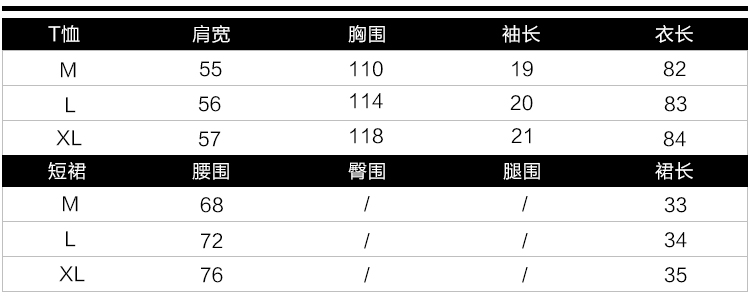 T恤 肩宽 胸围 袖长 衣长
M 55 110 19 82
L 56 114 20 83
XL 57 118 21 84
短裙 腰围 臀围 腿围 裙长
M 68 / / 33
L 72 / / 34
XL 76 / / 35